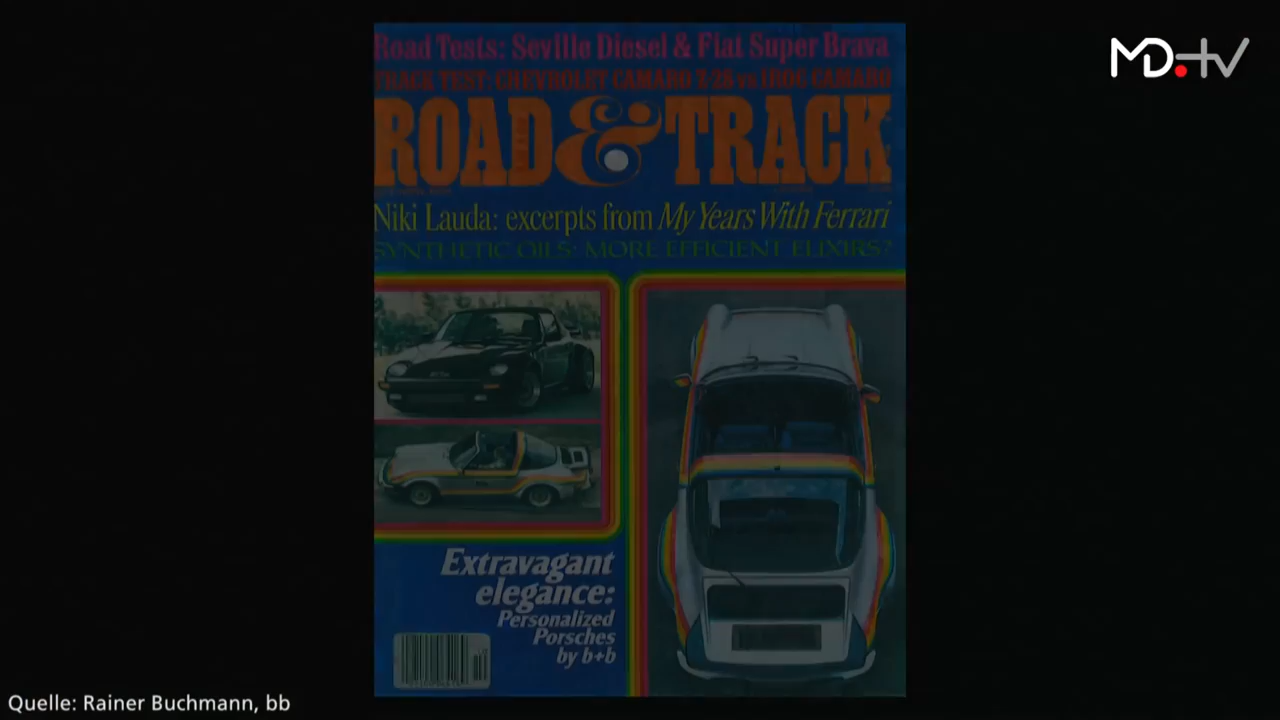 Road Tests: Seville Diesel & Fiat Super Brava
TRACK TEST: CHEVROLET CAMARO Z-28 vs IROC CAMARO
ROAD & TRACK
Niki Lauda: excerpts from My Years With Ferrari
SYNTHETIC OILS: MORE EFFICIENT ELIXIRS?
Extravagant
elegance:
Personalized
Porsches
by b+b
MD.tv
Quelle: Rainer Buchmann, bb